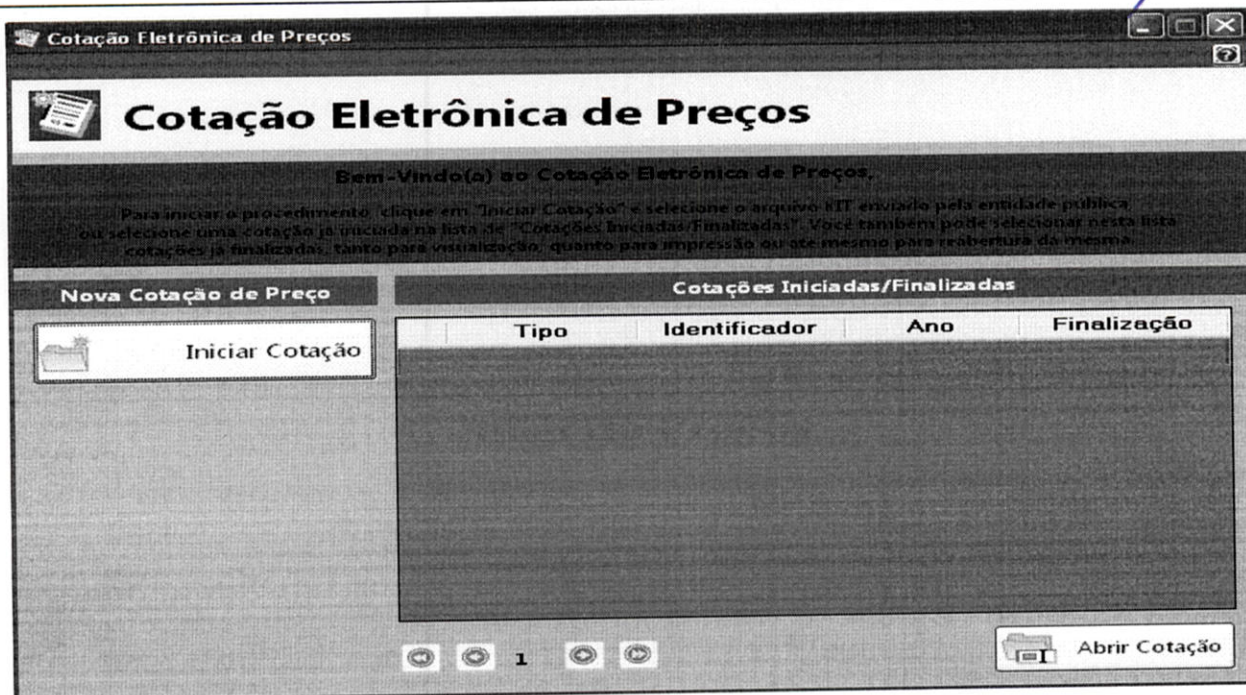 Cotação Eletrônica de Preços
Cotação Eletrônica de Preços
Bem-Vindo(a) ao Cotação Eletrônica de Preços,
Para iniciar o procedimento, clique em "Iniciar Cotação" e selecione o arquivo KIT enviado pela entidade pública
ou selecione uma cotação já iniciada na lista de "Cotações Iniciadas/Finalizadas". Você também pode selecionar nesta lista
cotações já finalizadas, tanto para visualização, quanto para impressão ou até mesmo para reabertura da mesma.
Nova Cotação de Preço
Cotações Iniciadas/Finalizadas
Iniciar Cotação
Tipo Identificador Ano Finalização
1
Abrir Cotação